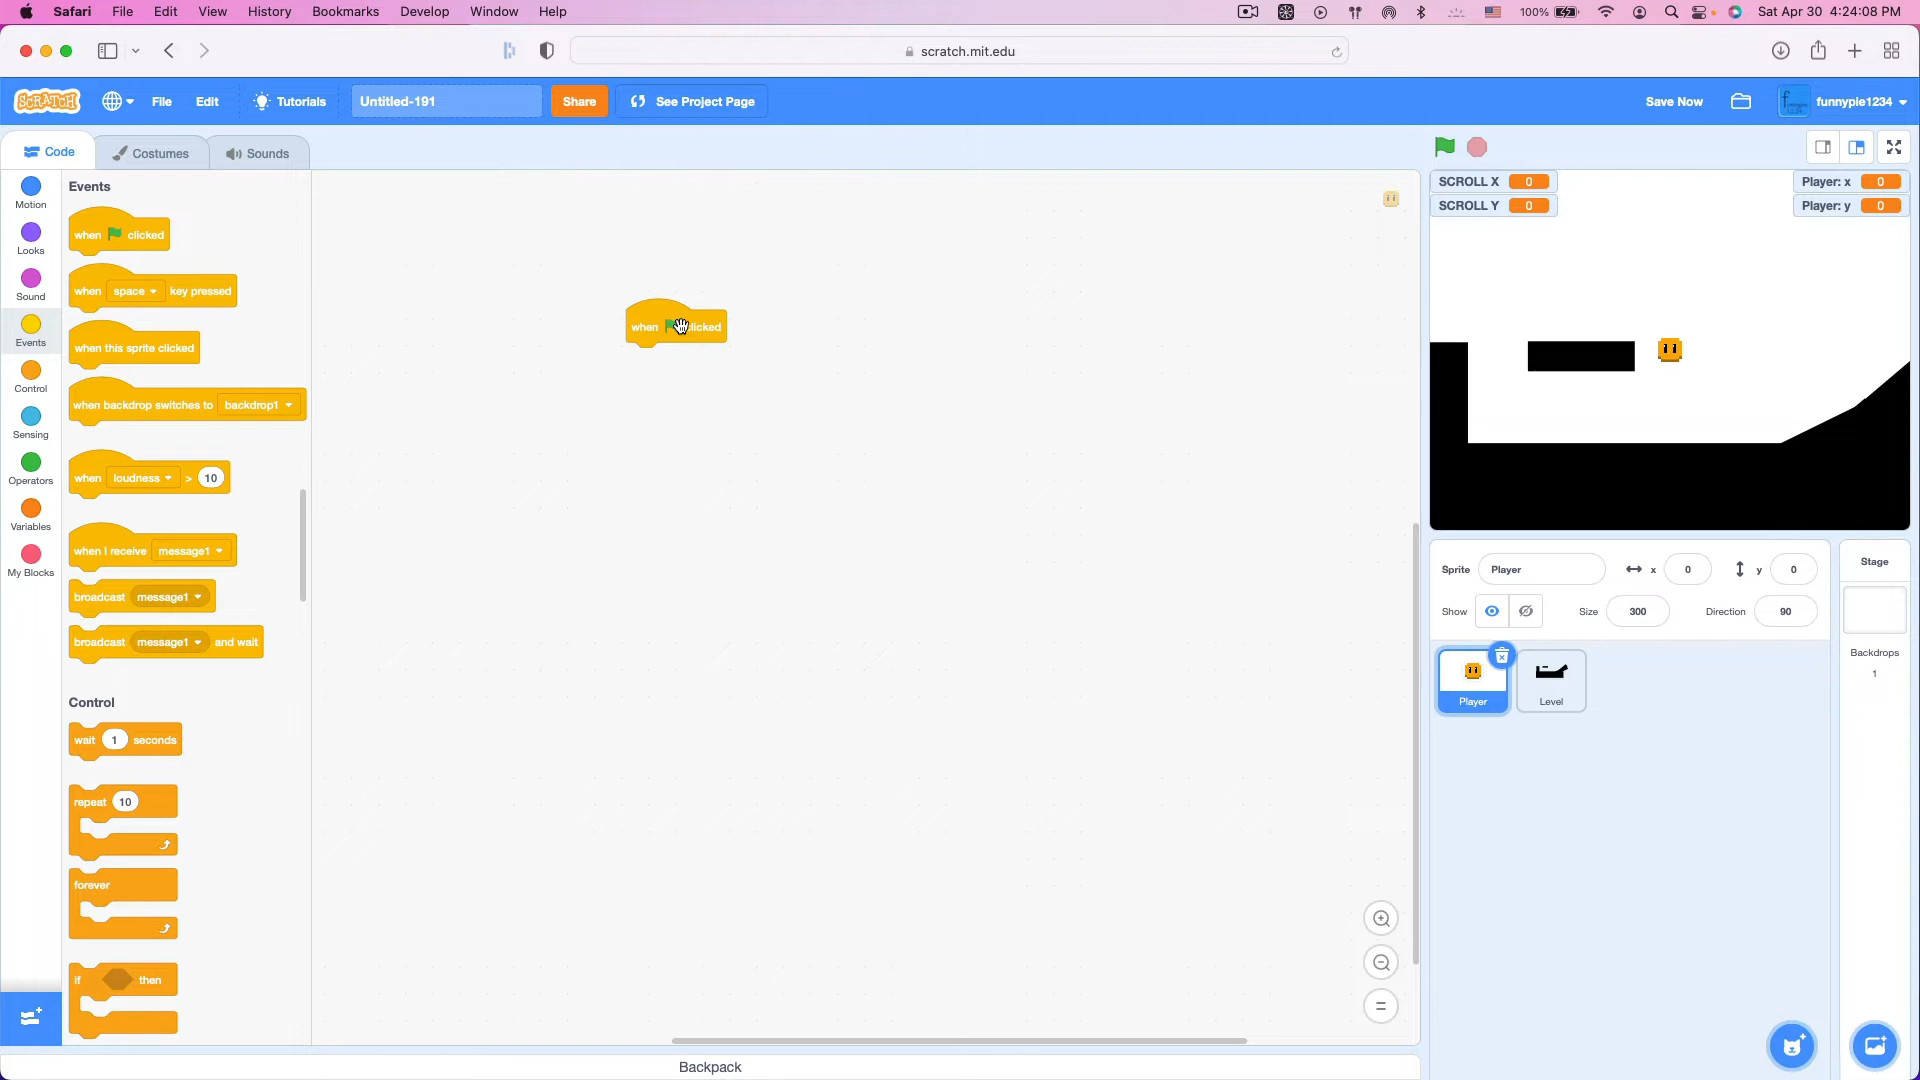 Safari File Edit View History Bookmarks Develop Window Help 100% Sat Apr 30 4:24:08 PM
scratch.mit.edu
SCRATCH File Edit Tutorials Untitled-191 Share See Project Page Save Now funnypie1234
Code Costumes Sounds
Motion
Looks
Sound
Events
Control
Sensing
Operators
Variables
My Blocks
Events
when clicked
when space key pressed
when this sprite clicked
when backdrop switches to backdrop1
when loudness > 10
when I receive message1
broadcast message1
broadcast message1 and wait
Control
wait 1 seconds
repeat 10
forever
if then
when clicked
SCROLL X 0
SCROLL Y 0
Player: x 0
Player: y 0
Sprite Player x 0 y 0
Show Size 300 Direction 90
Player
Level
Stage
Backdrops
1
Backpack